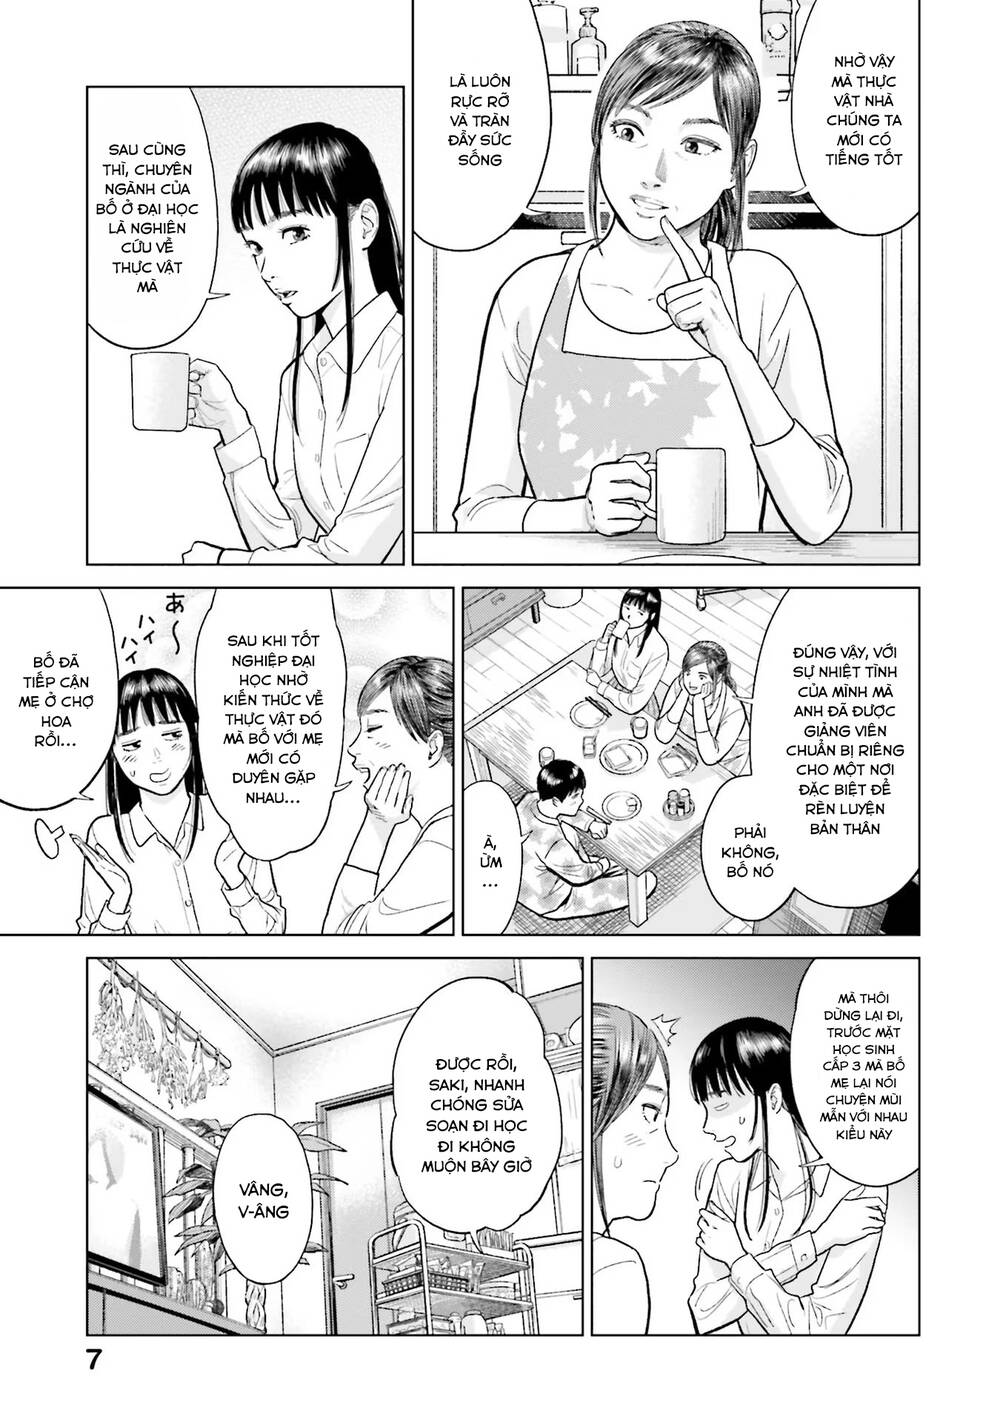 NHỜ VẬY
MÀ THỰC
VẬT NHÀ
CHÚNG TA
MỚI CÓ
TIẾNG TỐT
LÀ LUÔN
RỰC RỠ
VÀ TRÀN
ĐẦY SỨC
SỐNG
SAU CÙNG
THÌ, CHUYÊN
NGÀNH CỦA
BỐ Ở ĐẠI HỌC
LÀ NGHIÊN
CỨU VỀ
THỰC VẬT
MÀ
ĐÚNG VẬY, VỚI
SỰ NHIỆT TÌNH
CỦA MÌNH MÀ
ANH ĐÃ ĐƯỢC
GIẢNG VIÊN
CHUẨN BỊ RIÊNG
CHO MỘT NƠI
ĐẶC BIỆT ĐỂ
RÈN LUYỆN
BẢN THÂN
PHẢI
KHÔNG,
BỐ NÓ
À,
ỪM
...
SAU KHI TỐT
NGHIỆP ĐẠI
HỌC NHỜ
KIẾN THỨC VỀ
THỰC VẬT ĐÓ
MÀ BỐ VỚI MẸ
MỚI CÓ
DUYÊN GẶP
NHAU...
あ〜
ハイ
ハイ
BỐ ĐÃ
TIẾP CẬN
MẸ Ở CHỢ
HOA
RỒI...
MÀ THÔI
DỪNG LẠI ĐI,
TRƯỚC MẶT
HỌC SINH
CẤP 3 MÀ BỐ
MẸ LẠI NÓI
CHUYỆN MÙI
MẪN VỚI NHAU
KIỂU NÀY
ĐƯỢC RỒI,
SAKI, NHANH
CHÓNG SỬA
SOẠN ĐI HỌC
ĐI KHÔNG
MUỘN BÂY GIỜ
VÂNG,
V-ÂNG
7